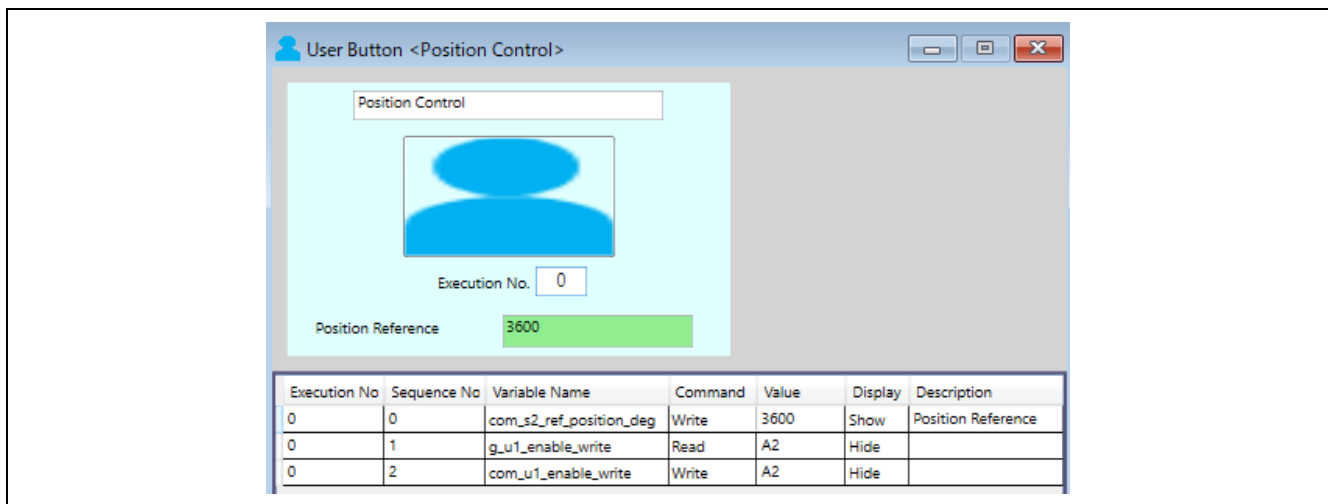 User Button <Position Control>
Position Control
Execution No. 0
Position Reference 3600
Execution No Sequence No Variable Name Command Value Display Description
0 0 com_s2_ref_position_deg Write 3600 Show Position Reference
0 1 g_u1_enable_write Read A2 Hide
0 2 com_u1_enable_write Write A2 Hide